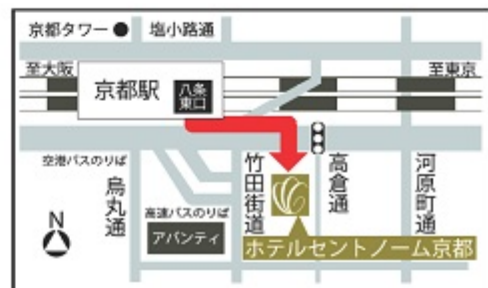 京都タワー
塩小路通
至大阪
至東京
京都駅
八条
東口
空港バスのりば
烏丸通
高速バスのりば
アバンティ
竹田街道
高倉通
河原町通
N
ホテルセントノーム京都